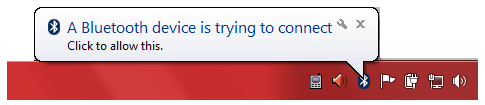 A Bluetooth device is trying to connect
Click to allow this.